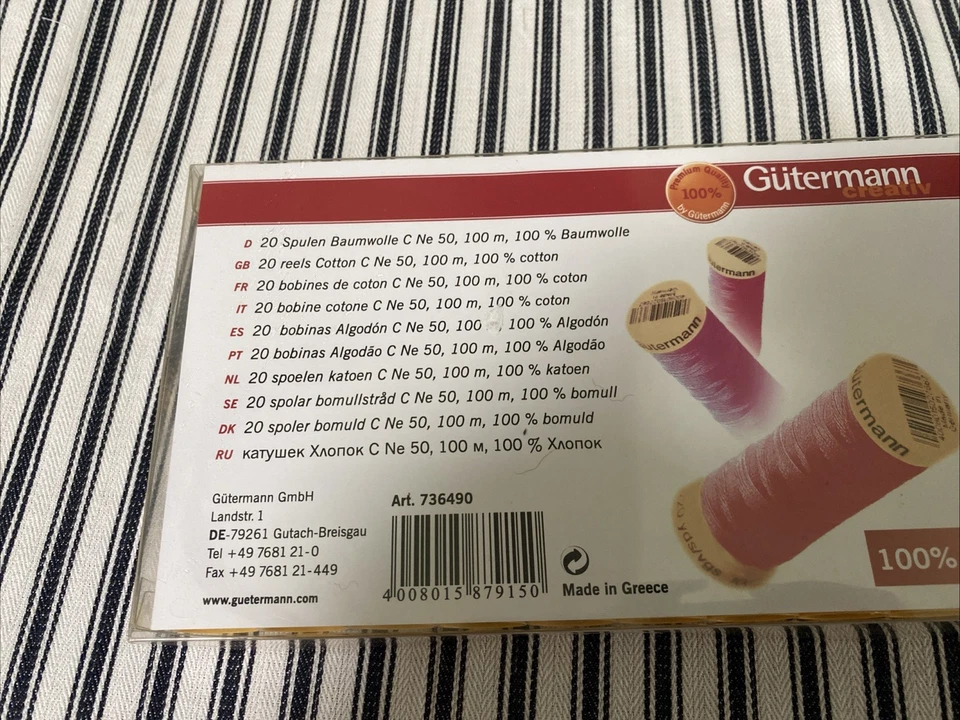 Premium Quality
100%
by Gütermann
Gütermann
creativ
D 20 Spulen Baumwolle C Ne 50, 100 m, 100 % Baumwolle
GB 20 reels Cotton C Ne 50, 100 m, 100 % cotton
FR 20 bobines de coton C Ne 50, 100 m, 100 % coton
IT 20 bobine cotone C Ne 50, 100 m, 100 % coton
ES 20 bobinas Algodón C Ne 50, 100 , 100 % Algodón
PT 20 bobinas Algodão C Ne 50, 100 m, 100 % Algodão
NL 20 spoelen katoen C Ne 50, 100 m, 100 % katoen
SE 20 spolar bomullstråd C Ne 50, 100 m, 100 % bomull
DK 20 spoler bomuld C Ne 50, 100 m, 100 % bomuld
RU катушек Хлопок C Ne 50, 100 м, 100 % Хлопок
Gütermann GmbH
Landstr. 1
DE-79261 Gutach-Breisgau
Tel +49 7681 21-0
Fax +49 7681 21-449
www.guetermann.com
Art. 736490
4 008015 879150
Made in Greece
ütermann
100%